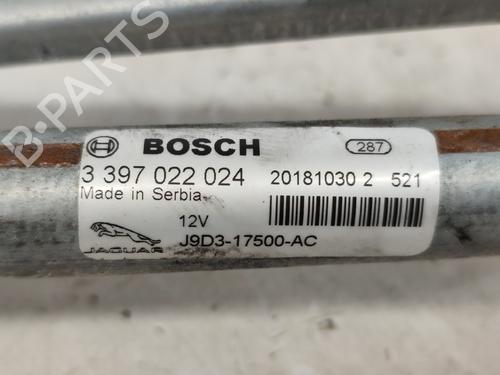 B-PARTS
BOSCH
287
3 397 022 024
20181030 2 521
Made in Serbia
12V
JAGUAR
J9D3-17500-AC